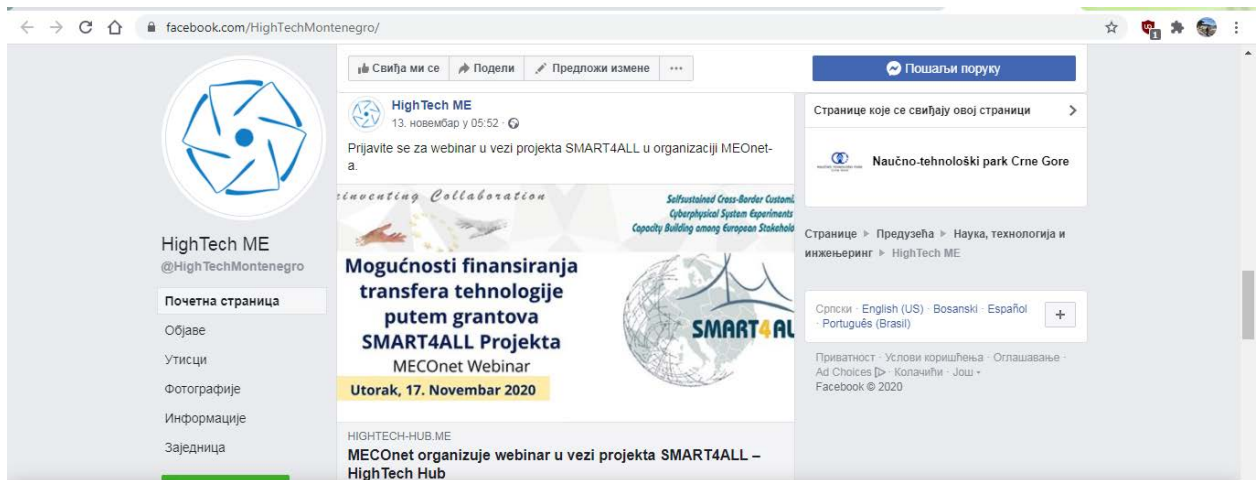 facebook.com/HighTechMontenegro/
1
HighTech ME
@HighTechMontenegro
Почетна страница
Објаве
Утисци
Фотографије
Информације
Заједница
Свиђа ми се Подели Предложи измене ...
HighTech ME
13. новембар у 05:52 ·
Prijavite se za webinar u vezi projekta SMART4ALL u organizaciji MEOnet-
a.
einventing Collaboration
Selfsustained Cross-Border Customi
Cyberphysical System Experiments
Capacity Building among European Stakehold
Mogućnosti finansiranja
transfera tehnologije
putem grantova
SMART4ALL Projekta
MECOnet Webinar
Utorak, 17. Novembar 2020
SMART4AL
HIGHTECH-HUB.ME
MECOnet organizuje webinar u vezi projekta SMART4ALL –
HighTech Hub
Пошаљи поруку
Странице које се свиђају овој страници
Naučno-tehnološki park Crne Gore
Странице Предузећа Наука, технологија и
инжењеринг HighTech ME
Српски · English (US) · Bosanski · Español
· Português (Brasil)
Приватност · Услови коришћења · Оглашавање ·
Ad Choices · Колачићи · Још
Facebook © 2020